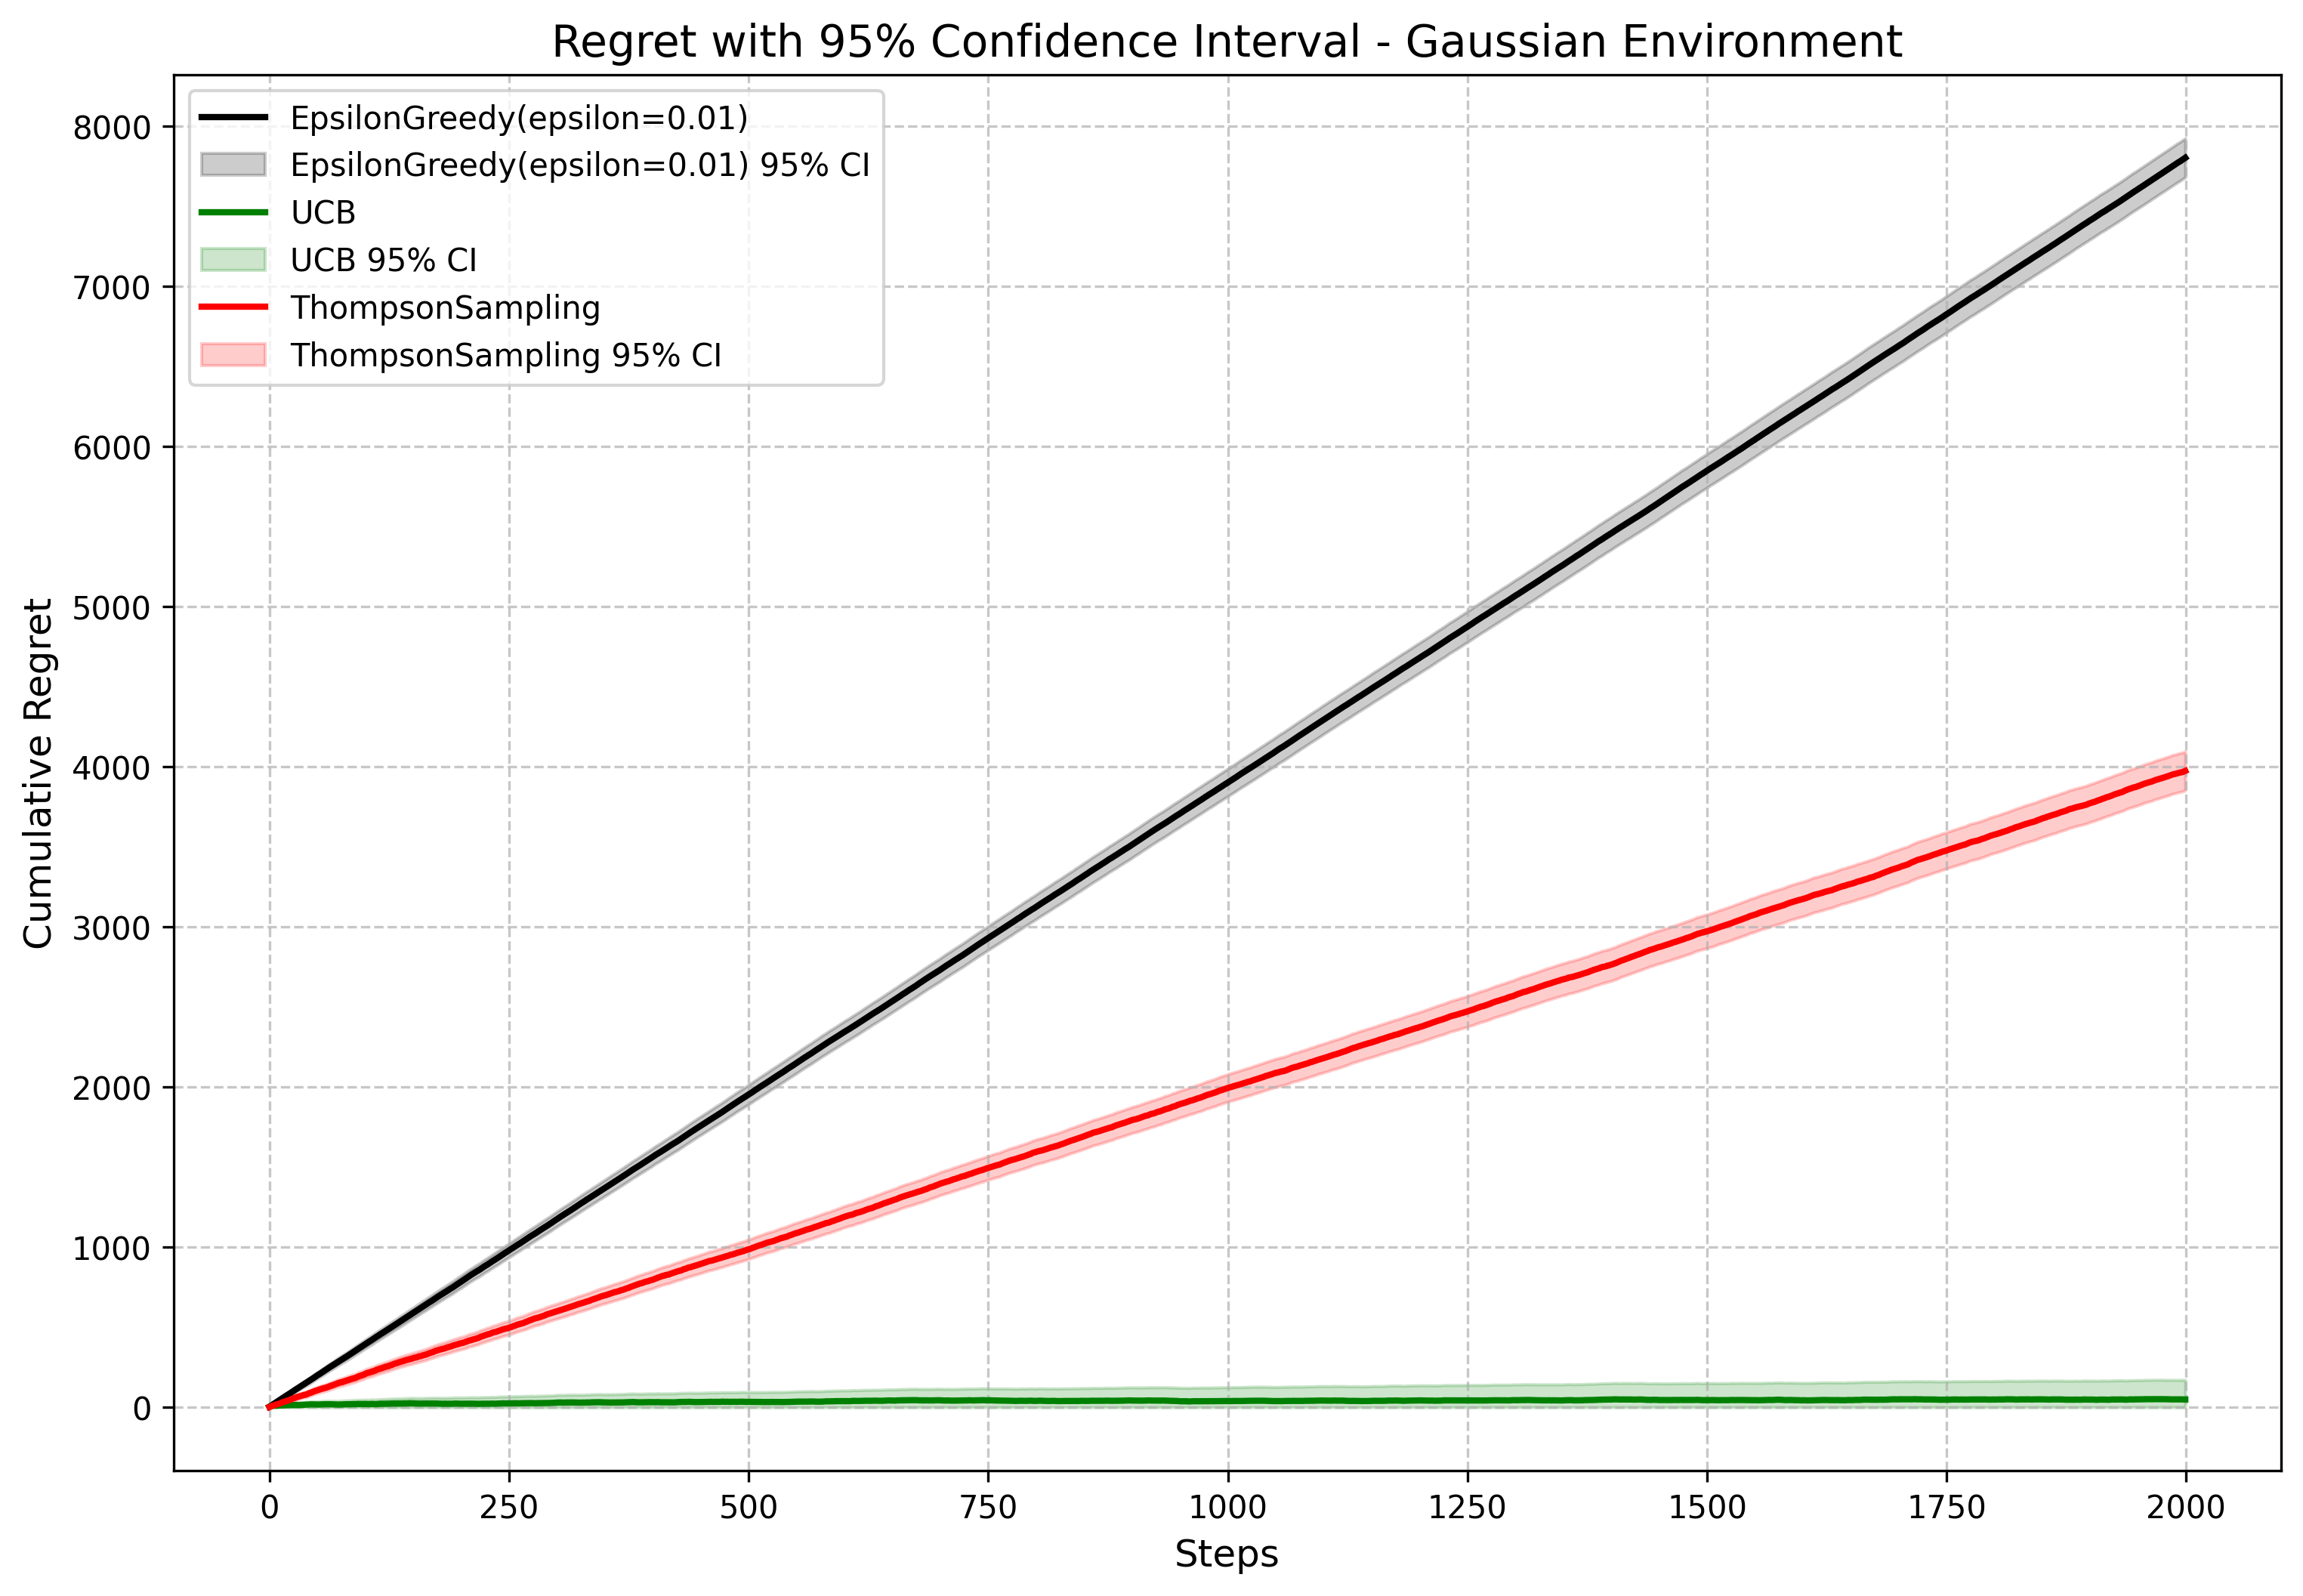 Regret with 95% Confidence Interval - Gaussian Environment
EpsilonGreedy(epsilon=0.01)
EpsilonGreedy(epsilon=0.01) 95% CI
UCB
UCB 95% CI
ThompsonSampling
ThompsonSampling 95% CI
8000
7000
6000
5000
4000
3000
2000
1000
0
Cumulative Regret
0 250 500 750 1000 1250 1500 1750 2000
Steps